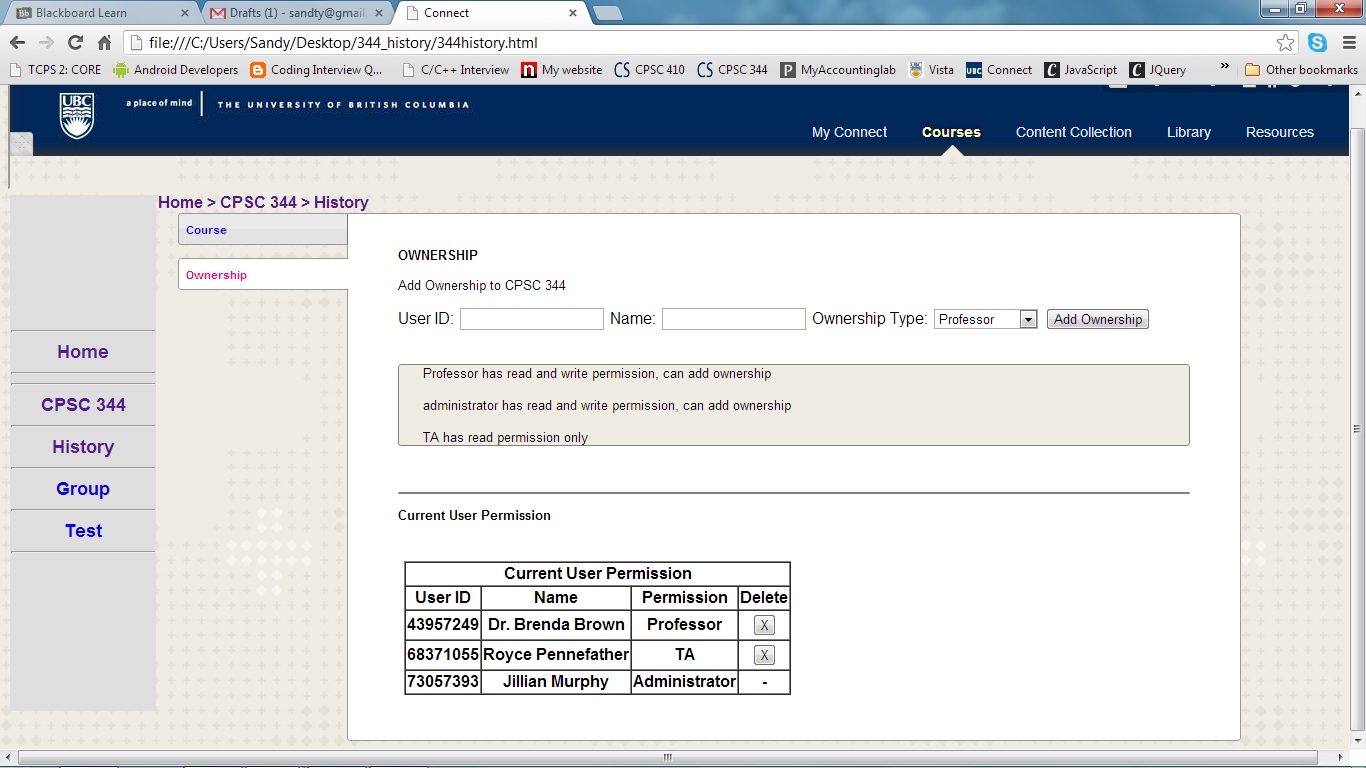 Blackboard Learn
Drafts (1) - sandty@gmail.
Connect
file:///C:/Users/Sandy/Desktop/344_history/344history.html
TCPS 2: CORE
Android Developers
Coding Interview Q...
C/C++ Interview
My website
CPSC 410
CPSC 344
MyAccountinglab
Vista
Connect
JavaScript
JQuery
»
Other bookmarks
UBC
a place of mind
THE UNIVERSITY OF BRITISH COLUMBIA
My Connect
Courses
Content Collection
Library
Resources
Home > CPSC 344 > History
Course
Ownership
Home
CPSC 344
History
Group
Test
OWNERSHIP
Add Ownership to CPSC 344
User ID: Name: Ownership Type: Professor Add Ownership
Professor has read and write permission, can add ownership
administrator has read and write permission, can add ownership
TA has read permission only
Current User Permission
Current User Permission
User ID Name Permission Delete
43957249 Dr. Brenda Brown Professor X
68371055 Royce Pennefather TA X
73057393 Jillian Murphy Administrator -